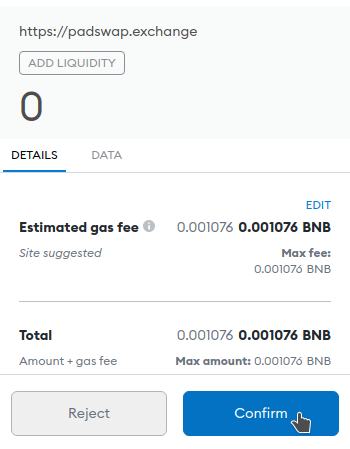 https://padswap.exchange
ADD LIQUIDITY
0
DETAILS DATA
EDIT
Estimated gas fee 0.001076 0.001076 BNB
Site suggested Max fee:
0.001076 BNB
Total 0.001076 0.001076 BNB
Amount + gas fee Max amount: 0.001076 BNB
Reject Confirm